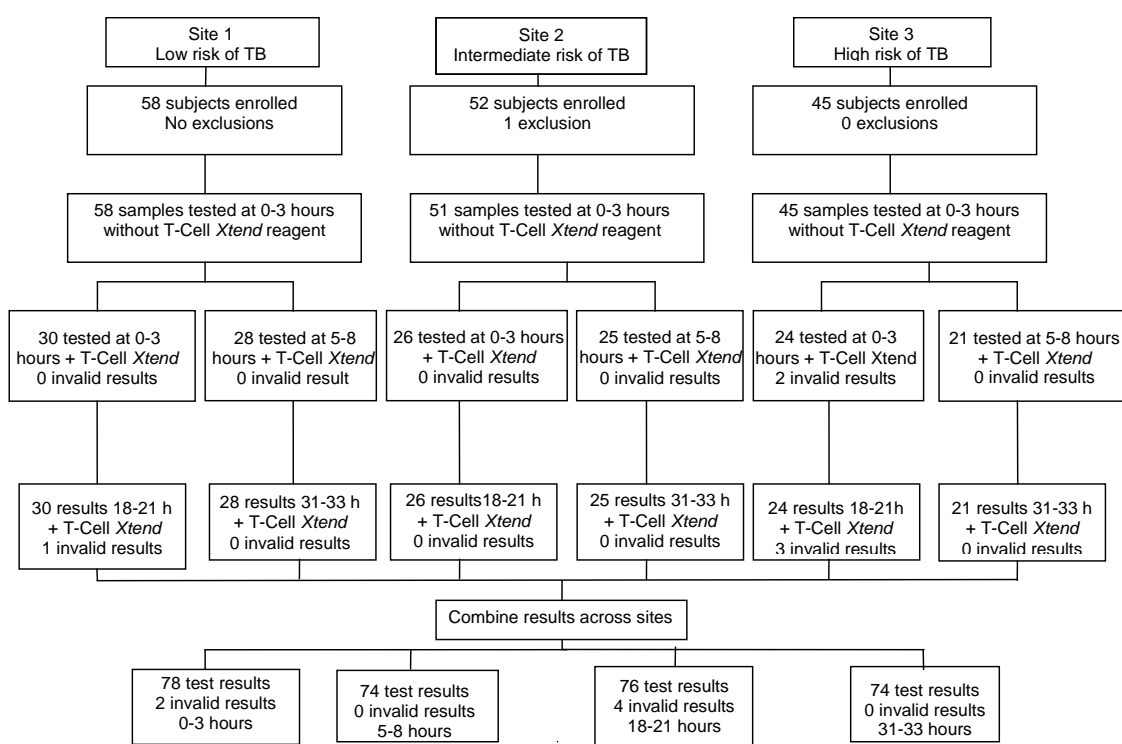 Site 1
Low risk of TB
Site 2
Intermediate risk of TB
Site 3
High risk of TB
58 subjects enrolled
No exclusions
52 subjects enrolled
1 exclusion
45 subjects enrolled
0 exclusions
58 samples tested at 0-3 hours
without T-Cell Xtend reagent
51 samples tested at 0-3 hours
without T-Cell Xtend reagent
45 samples tested at 0-3 hours
without T-Cell Xtend reagent
30 tested at 0-3
hours + T-Cell Xtend
0 invalid results
28 tested at 5-8
hours + T-Cell Xtend
0 invalid result
26 tested at 0-3 hours
+ T-Cell Xtend
0 invalid results
25 tested at 5-8
hours + T-Cell Xtend
0 invalid results
24 tested at 0-3
hours + T-Cell Xtend
2 invalid results
21 tested at 5-8 hours
+ T-Cell Xtend
0 invalid results
30 results 18-21 h
+ T-Cell Xtend
1 invalid results
28 results 31-33 h
+ T-Cell Xtend
0 invalid results
26 results18-21 h
+ T-Cell Xtend
0 invalid results
25 results 31-33 h
+ T-Cell Xtend
0 invalid results
24 results 18-21h
+ T-Cell Xtend
3 invalid results
21 results 31-33 h
+ T-Cell Xtend
0 invalid results
Combine results across sites
78 test results
2 invalid results
0-3 hours
74 test results
0 invalid results
5-8 hours
76 test results
4 invalid results
18-21 hours
74 test results
0 invalid results
31-33 hours